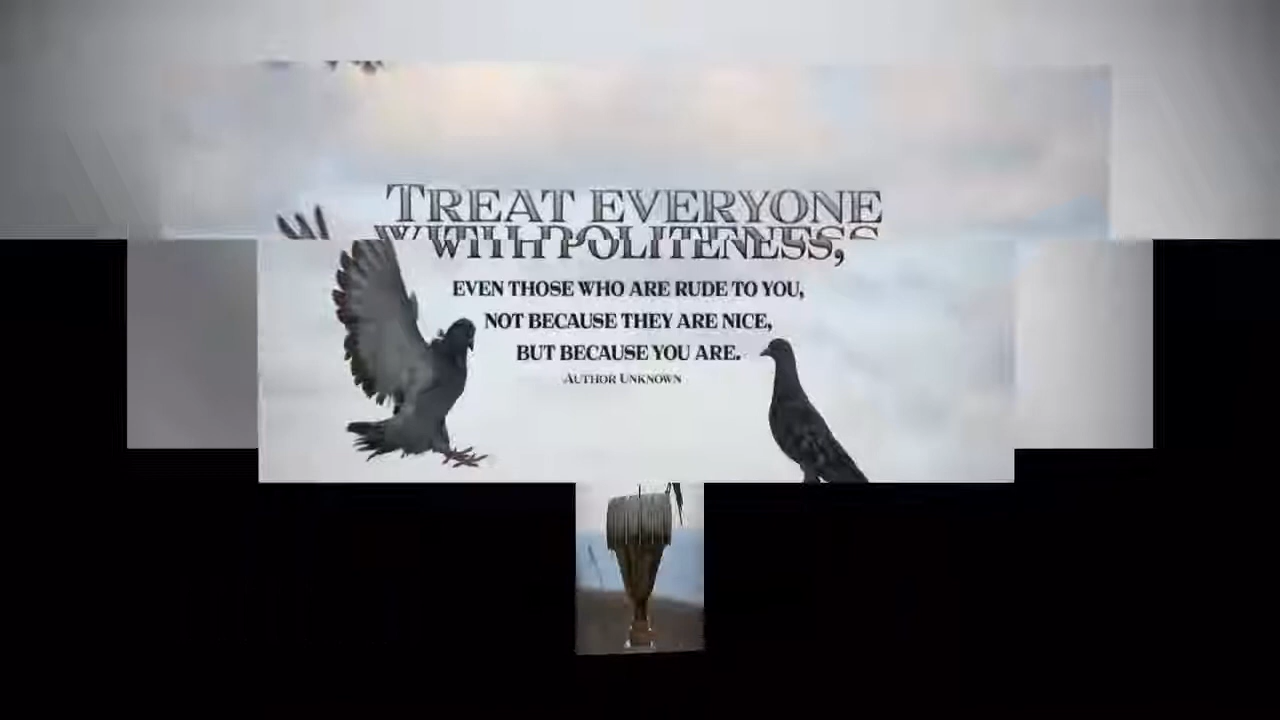 TREAT EVERYONE
WITH POLITENESS,
EVEN THOSE WHO ARE RUDE TO YOU,
NOT BECAUSE THEY ARE NICE,
BUT BECAUSE YOU ARE.
AUTHOR UNKNOWN